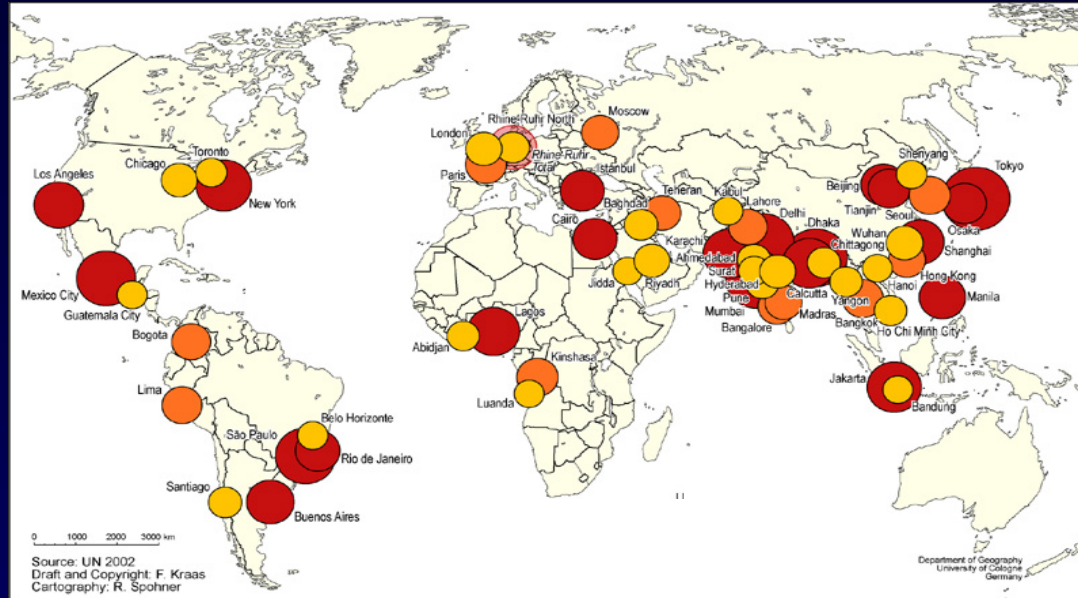 Moscow
Rhine-Ruhr North
London
Rhine-Ruhr
Total
Paris
Istanbul
Toronto
Chicago
Los Angeles
New York
Shenyang
Tokyo
Beijing
Tianjin
Seoul
Osaka
Teheran
Kabul
Baghdad
Lahore
Delhi
Cairo
Dhaka
Wuhan
Chittagong
Karachi
Shanghai
Ahmedabad
Surat
Jidda
Riyadh
Hyderabad
Hong Kong
Hanoi
Calcutta
Pune
Yangon
Manila
Mumbai
Madras
Bangkok
Bangalore
Ho Chi Minh City
Mexico City
Guatemala City
Bogota
Lagos
Abidjan
Kinshasa
Lima
Luanda
Jakarta
Bandung
Belo Horizonte
São Paulo
Rio de Janeiro
Santiago
Buenos Aires
0 1000 2000 3000 km
Source: UN 2002
Draft and Copyright: F. Kraas
Cartography: R. Spohner
Department of Geography
University of Cologne
Germany